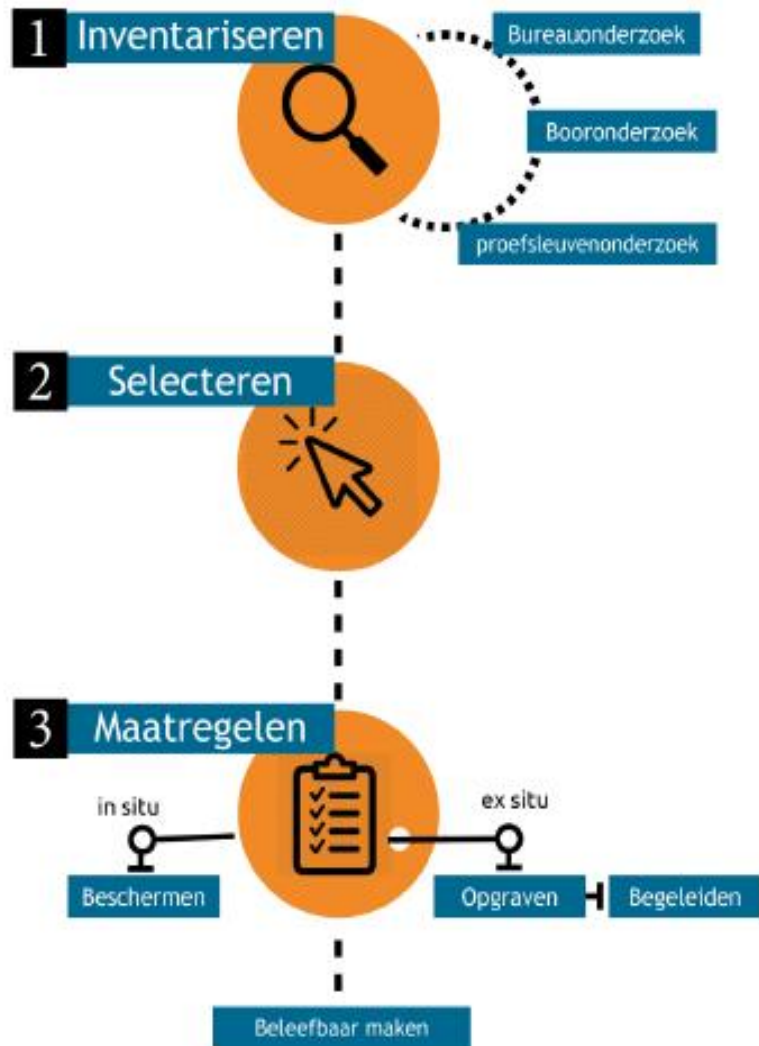 1 Inventariseren
Bureauonderzoek
Booronderzoek
proefsleuvenonderzoek
2 Selecteren
3 Maatregelen
in situ
ex situ
Beschermen
Opgraven
Begeleiden
Beleefbaar maken